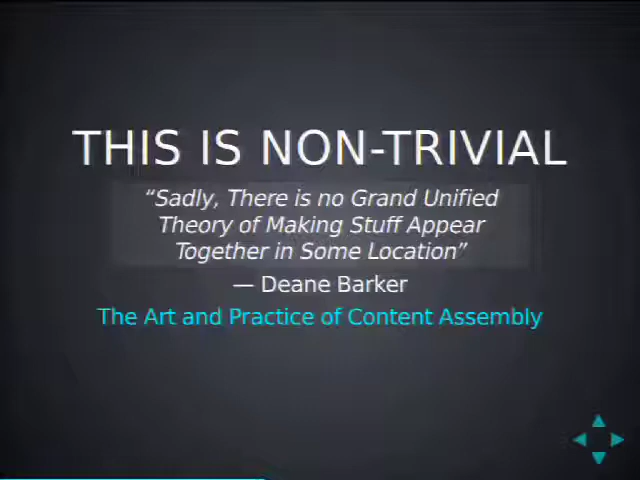 THIS IS NON-TRIVIAL
“Sadly, There is no Grand Unified
Theory of Making Stuff Appear
Together in Some Location”
— Deane Barker
The Art and Practice of Content Assembly